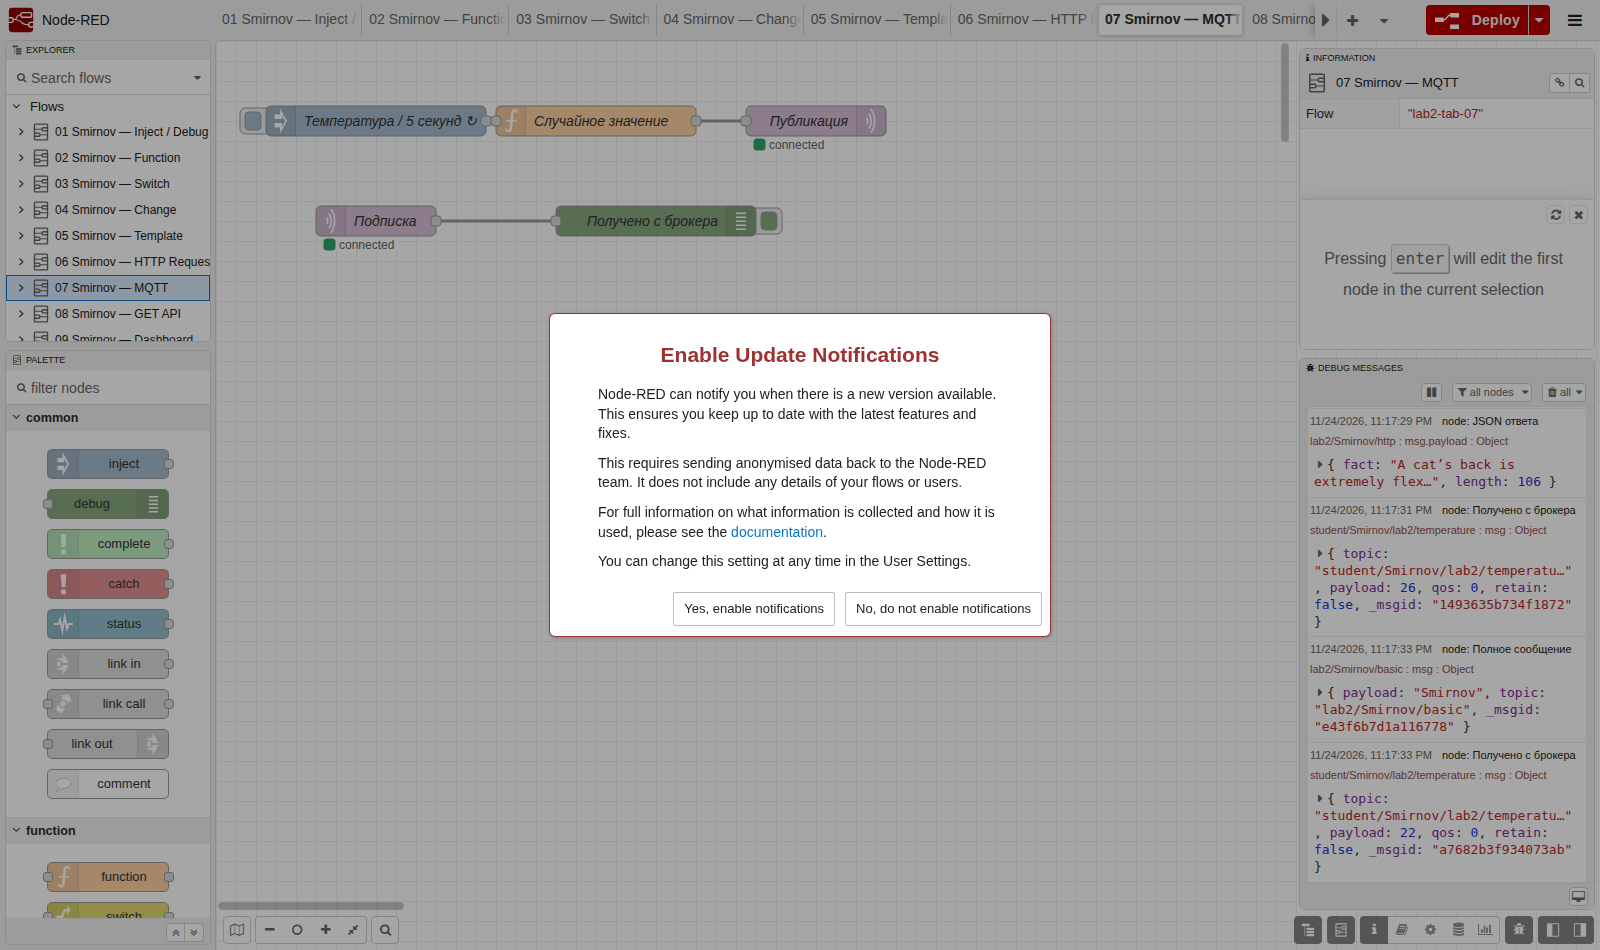 Node-RED
01 Smirnov — Inject /
02 Smirnov — Functi
03 Smirnov — Switch
04 Smirnov — Chang
05 Smirnov — Templa
06 Smirnov — HTTP
07 Smirnov — MQTT
08 Smirno
Deploy
EXPLORER
Search flows
Flows
01 Smirnov — Inject / Debug
02 Smirnov — Function
03 Smirnov — Switch
04 Smirnov — Change
05 Smirnov — Template
06 Smirnov — HTTP Reques
07 Smirnov — MQTT
08 Smirnov — GET API
09 Smirnov — Dashboard
PALETTE
filter nodes
common
inject
debug
complete
catch
status
link in
link call
link out
comment
function
function
switch
Температура / 5 секунд ↻
Случайное значение
Публикация
connected
Подписка
Получено с брокера
connected
Enable Update Notifications
Node-RED can notify you when there is a new version available.
This ensures you keep up to date with the latest features and
fixes.
This requires sending anonymised data back to the Node-RED
team. It does not include any details of your flows or users.
For full information on what information is collected and how it is
used, please see the documentation.
You can change this setting at any time in the User Settings.
Yes, enable notifications
No, do not enable notifications
INFORMATION
07 Smirnov — MQTT
Flow "lab2-tab-07"
Pressing enter will edit the first
node in the current selection
DEBUG MESSAGES
all nodes
all
11/24/2026, 11:17:29 PM node: JSON ответа
lab2/Smirnov/http : msg.payload : Object
{ fact: "A cat’s back is
extremely flex…", length: 106 }
11/24/2026, 11:17:31 PM node: Получено с брокера
student/Smirnov/lab2/temperature : msg : Object
{ topic:
"student/Smirnov/lab2/temperatu…"
, payload: 26, qos: 0, retain:
false, _msgid: "1493635b734f1872"
}
11/24/2026, 11:17:33 PM node: Полное сообщение
lab2/Smirnov/basic : msg : Object
{ payload: "Smirnov", topic:
"lab2/Smirnov/basic", _msgid:
"e43f6b7d1a116778" }
11/24/2026, 11:17:33 PM node: Получено с брокера
student/Smirnov/lab2/temperature : msg : Object
{ topic:
"student/Smirnov/lab2/temperatu…"
, payload: 22, qos: 0, retain:
false, _msgid: "a7682b3f934073ab"
}